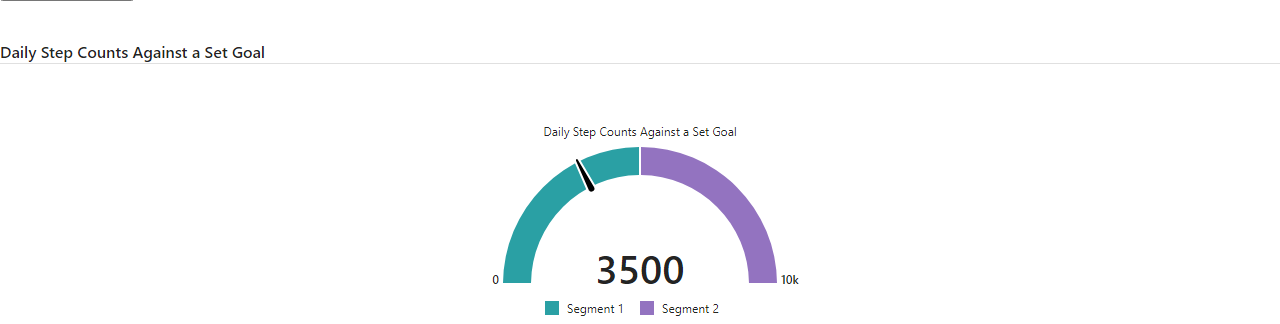 Daily Step Counts Against a Set Goal
Daily Step Counts Against a Set Goal
3500
0
10k
Segment 1
Segment 2